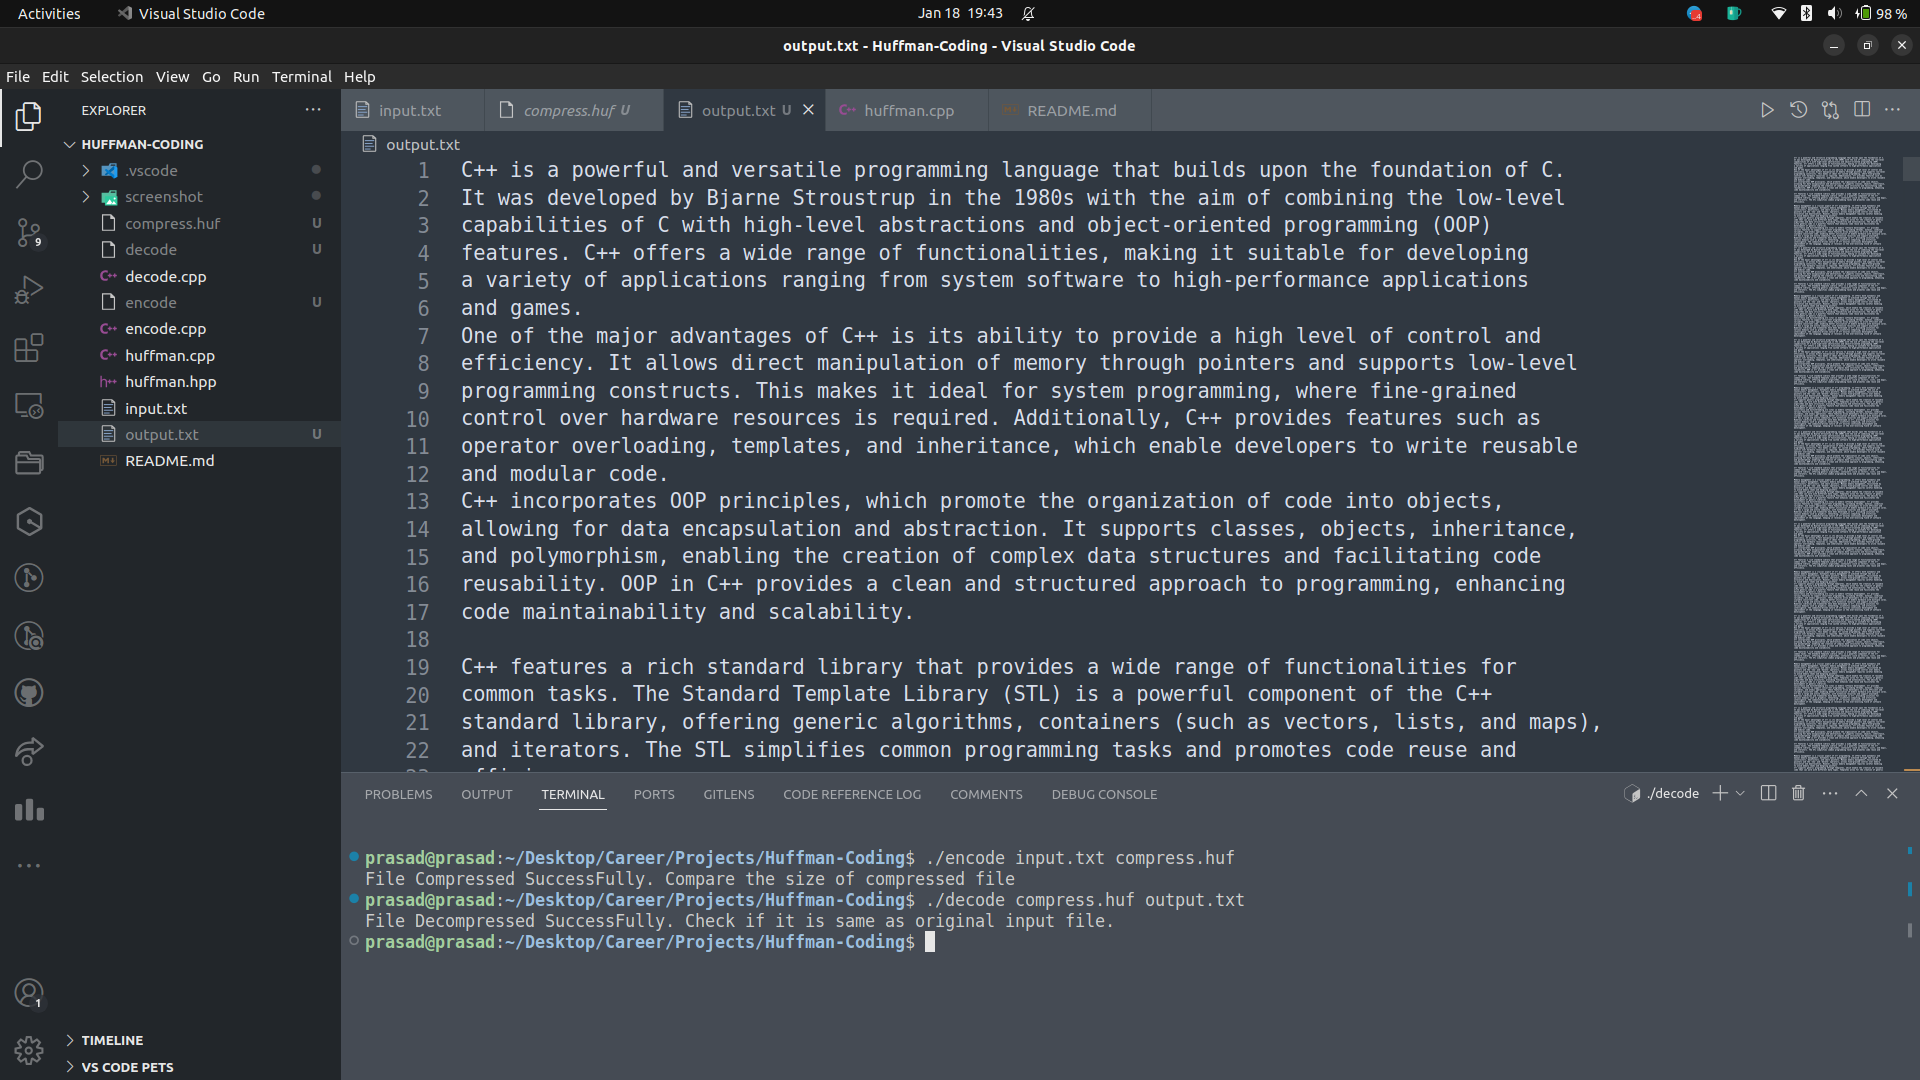 Activities Visual Studio Code Jan 18 19:43 98 %
output.txt - Huffman-Coding - Visual Studio Code
File Edit Selection View Go Run Terminal Help
EXPLORER
HUFFMAN-CODING
.vscode
screenshot
compress.huf U
decode U
decode.cpp
encode U
encode.cpp
huffman.cpp
huffman.hpp
input.txt
output.txt U
README.md
9
1
TIMELINE
VS CODE PETS
input.txt compress.huf U output.txt U huffman.cpp README.md
output.txt
1 C++ is a powerful and versatile programming language that builds upon the foundation of C.
2 It was developed by Bjarne Stroustrup in the 1980s with the aim of combining the low-level
3 capabilities of C with high-level abstractions and object-oriented programming (OOP)
4 features. C++ offers a wide range of functionalities, making it suitable for developing
5 a variety of applications ranging from system software to high-performance applications
6 and games.
7 One of the major advantages of C++ is its ability to provide a high level of control and
8 efficiency. It allows direct manipulation of memory through pointers and supports low-level
9 programming constructs. This makes it ideal for system programming, where fine-grained
10 control over hardware resources is required. Additionally, C++ provides features such as
11 operator overloading, templates, and inheritance, which enable developers to write reusable
12 and modular code.
13 C++ incorporates OOP principles, which promote the organization of code into objects,
14 allowing for data encapsulation and abstraction. It supports classes, objects, inheritance,
15 and polymorphism, enabling the creation of complex data structures and facilitating code
16 reusability. OOP in C++ provides a clean and structured approach to programming, enhancing
17 code maintainability and scalability.
18
19 C++ features a rich standard library that provides a wide range of functionalities for
20 common tasks. The Standard Template Library (STL) is a powerful component of the C++
21 standard library, offering generic algorithms, containers (such as vectors, lists, and maps),
22 and iterators. The STL simplifies common programming tasks and promotes code reuse and
PROBLEMS OUTPUT TERMINAL PORTS GITLENS CODE REFERENCE LOG COMMENTS DEBUG CONSOLE ./decode
prasad@prasad:~/Desktop/Career/Projects/Huffman-Coding$ ./encode input.txt compress.huf
File Compressed SuccessFully. Compare the size of compressed file
prasad@prasad:~/Desktop/Career/Projects/Huffman-Coding$ ./decode compress.huf output.txt
File Decompressed SuccessFully. Check if it is same as original input file.
prasad@prasad:~/Desktop/Career/Projects/Huffman-Coding$